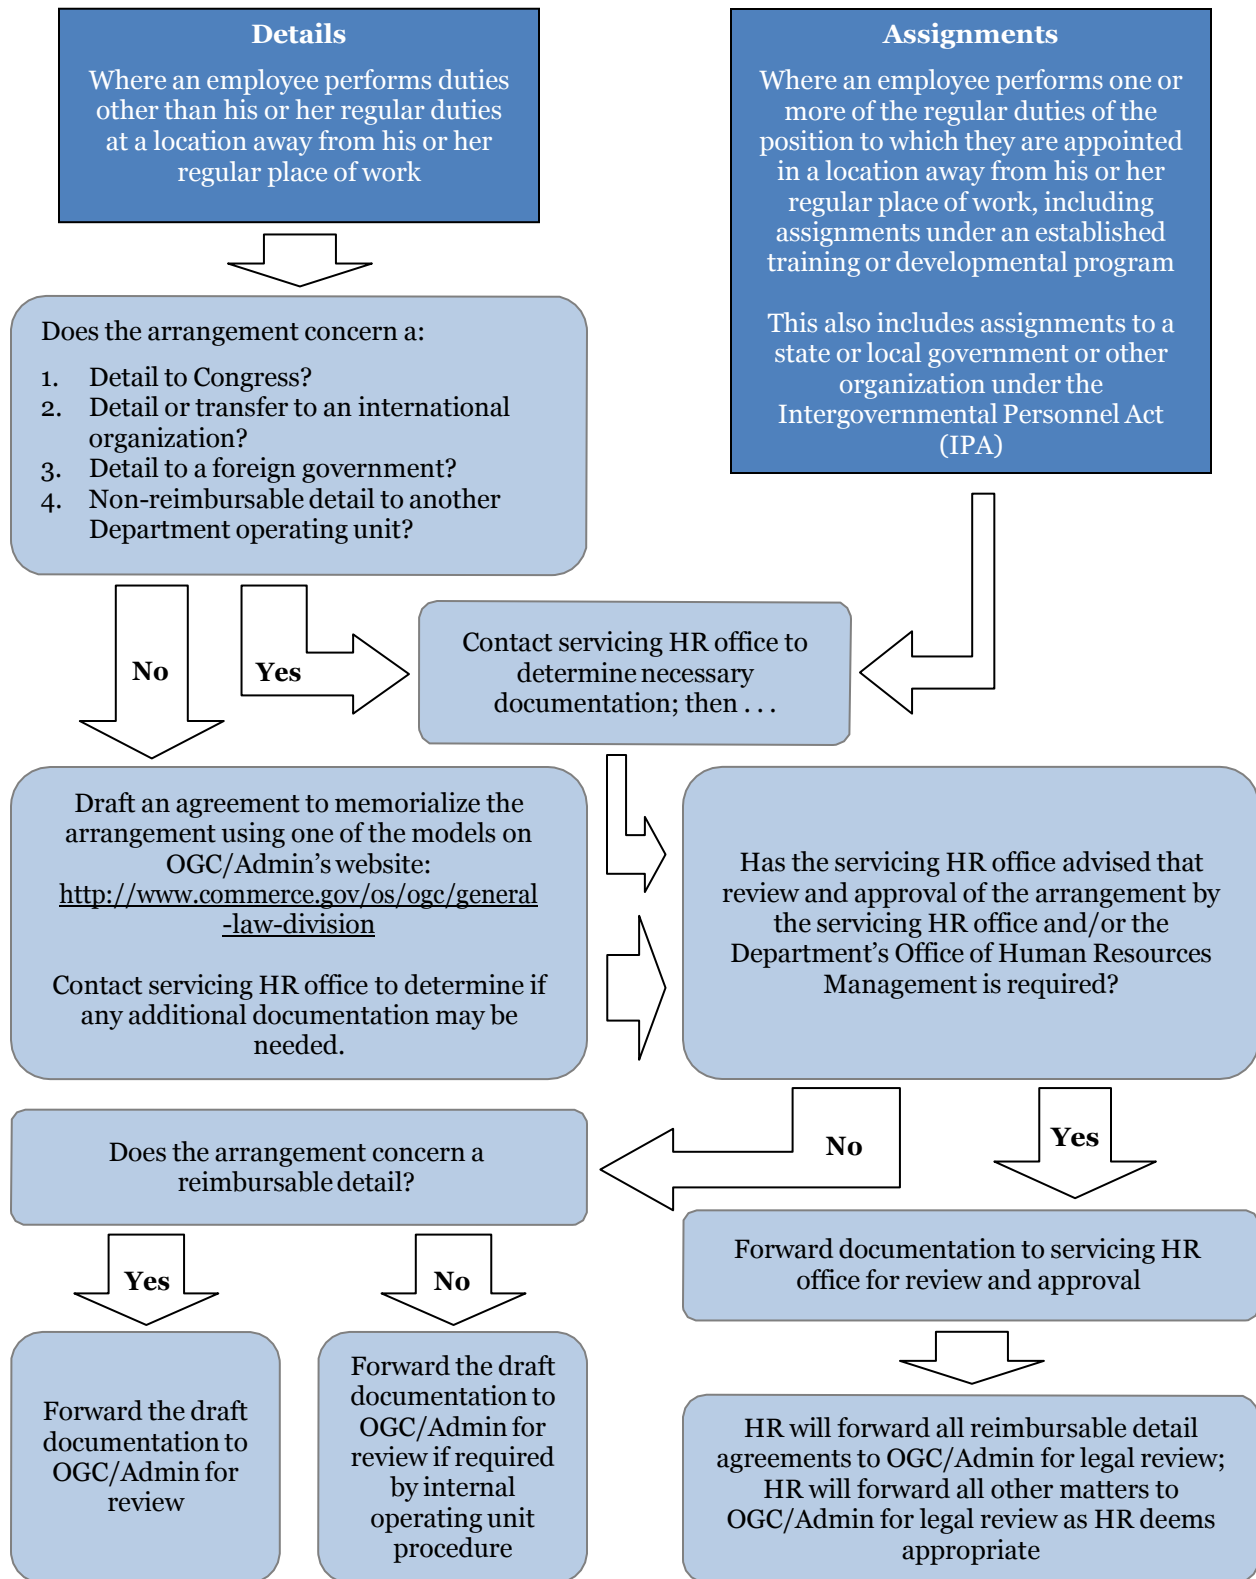 Details
Where an employee performs duties
other than his or her regular duties
at a location away from his or her
regular place of work
Assignments
Where an employee performs one or
more of the regular duties of the
position to which they are appointed
in a location away from his or her
regular place of work, including
assignments under an established
training or developmental program
This also includes assignments to a
state or local government or other
organization under the
Intergovernmental Personnel Act
(IPA)
Does the arrangement concern a:
1. Detail to Congress?
2. Detail or transfer to an international
organization?
3. Detail to a foreign government?
4. Non-reimbursable detail to another
Department operating unit?
No
Yes
Contact servicing HR office to
determine necessary
documentation; then . . .
Draft an agreement to memorialize the
arrangement using one of the models on
OGC/Admin’s website:
http://www.commerce.gov/os/ogc/general
-law-division
Contact servicing HR office to determine if
any additional documentation may be
needed.
Has the servicing HR office advised that
review and approval of the arrangement by
the servicing HR office and/or the
Department’s Office of Human Resources
Management is required?
No
Yes
Does the arrangement concern a
reimbursable detail?
Yes
No
Forward documentation to servicing HR
office for review and approval
Forward the draft
documentation to
OGC/Admin for
review
Forward the draft
documentation to
OGC/Admin for
review if required
by internal
operating unit
procedure
HR will forward all reimbursable detail
agreements to OGC/Admin for legal review;
HR will forward all other matters to
OGC/Admin for legal review as HR deems
appropriate